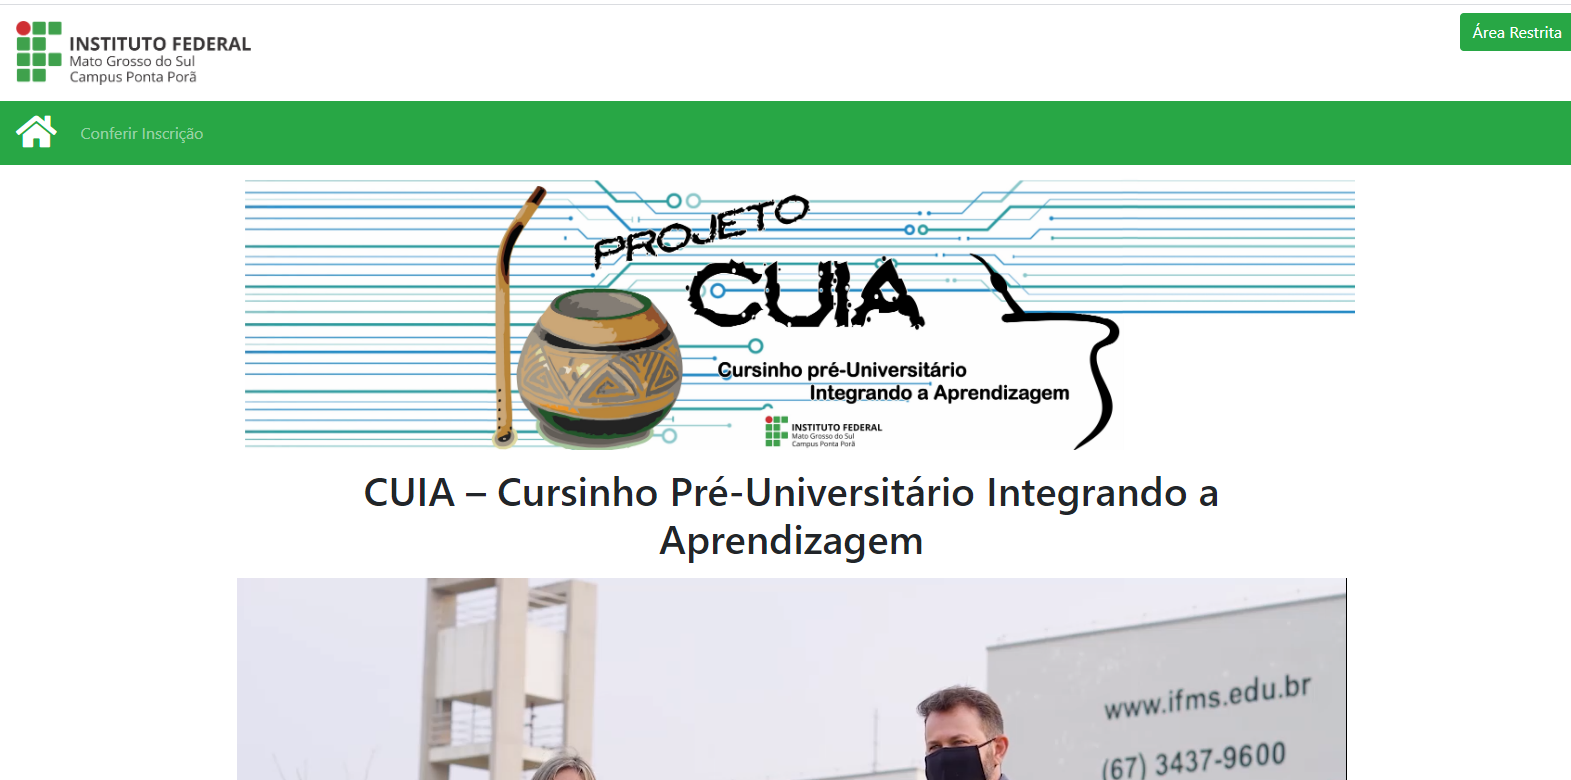 INSTITUTO FEDERAL
Mato Grosso do Sul
Campus Ponta Porã
Área Restrita
Conferir Inscrição
PROJETO
CUIA
Cursinho pré-Universitário
Integrando a Aprendizagem
INSTITUTO FEDERAL
Mato Grosso do Sul
Campus Ponta Porã
CUIA – Cursinho Pré-Universitário Integrando a
Aprendizagem
www.ifms.edu.br
(67) 3437-9600